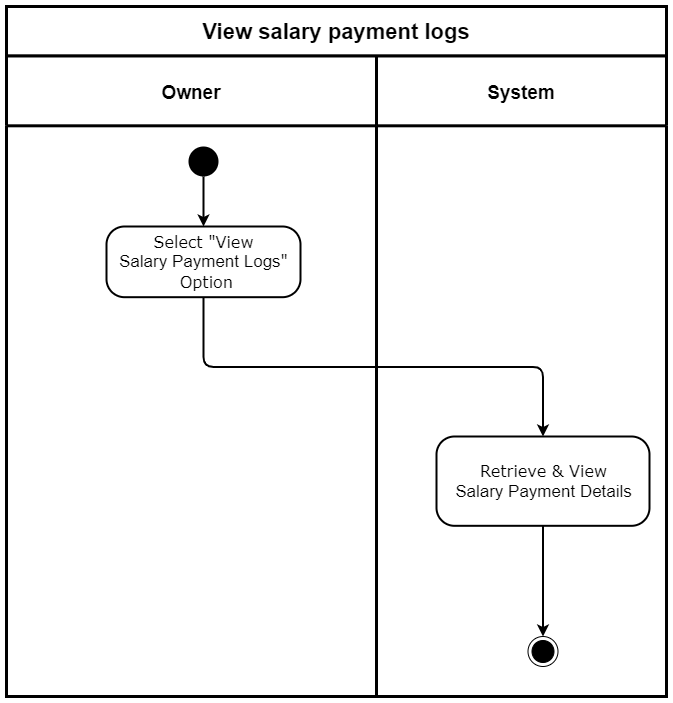 View salary payment logs
Owner
System
Select "View
Salary Payment Logs"
Option
Retrieve & View
Salary Payment Details